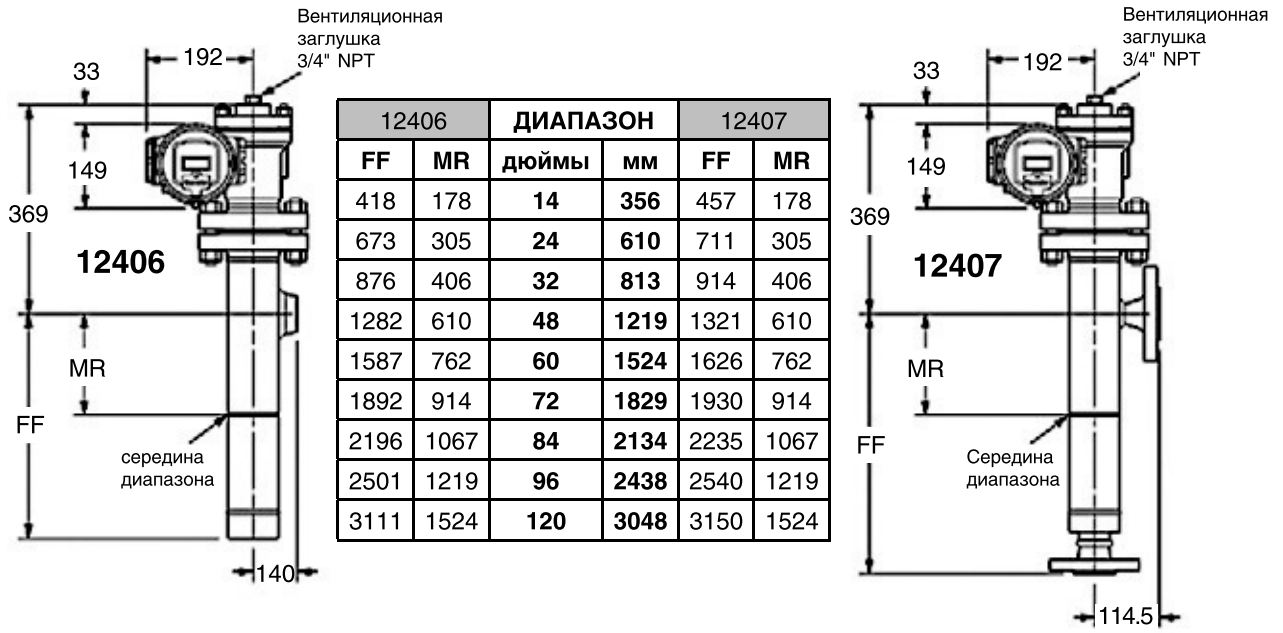 Вентиляционная
заглушка
3/4" NPT
192
33
149
369
12406
MR
FF
середина
диапазона
140
12406 ДИАПАЗОН 12407
FF MR дюймы мм FF MR
418 178 14 356 457 178
673 305 24 610 711 305
876 406 32 813 914 406
1282 610 48 1219 1321 610
1587 762 60 1524 1626 762
1892 914 72 1829 1930 914
2196 1067 84 2134 2235 1067
2501 1219 96 2438 2540 1219
3111 1524 120 3048 3150 1524
Вентиляционная
заглушка
3/4" NPT
192
33
149
369
12407
MR
FF
Середина
диапазона
114.5